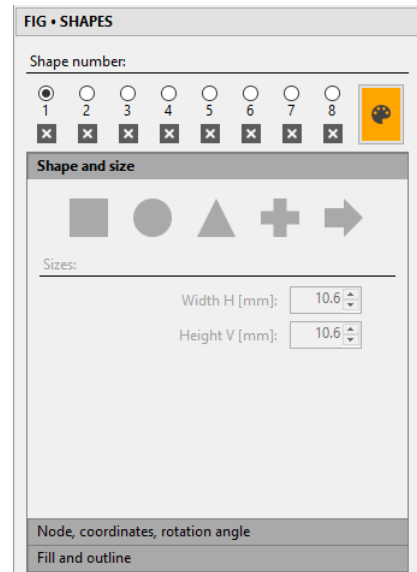 FIG • SHAPES
Shape number:
1 2 3 4 5 6 7 8
Shape and size
Sizes:
Width H [mm]: 10.6
Height V [mm]: 10.6
Node, coordinates, rotation angle
Fill and outline